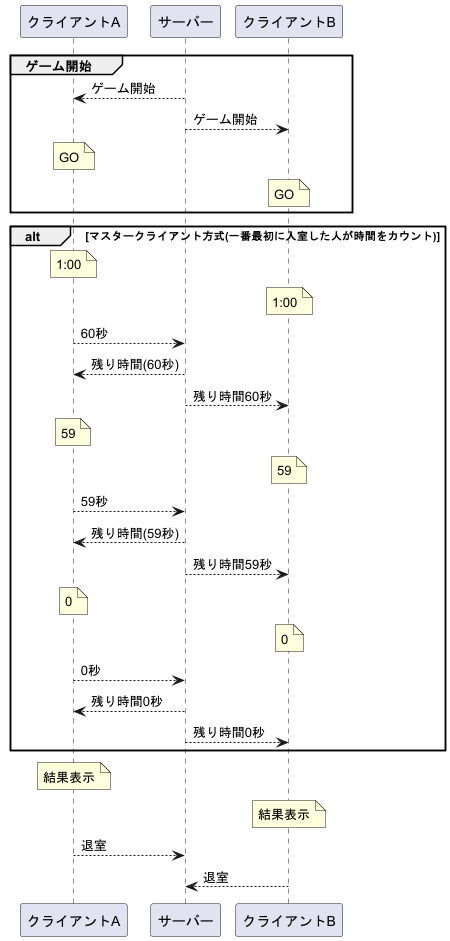 クライアントA
サーバー
クライアントB
ゲーム開始
ゲーム開始
ゲーム開始
GO
GO
alt
[マスタークライアント方式(一番最初に入室した人が時間をカウント)]
1:00
1:00
60秒
残り時間(60秒)
残り時間60秒
59
59
59秒
残り時間(59秒)
残り時間59秒
0
0
0秒
残り時間0秒
残り時間0秒
結果表示
結果表示
退室
退室
クライアントA
サーバー
クライアントB